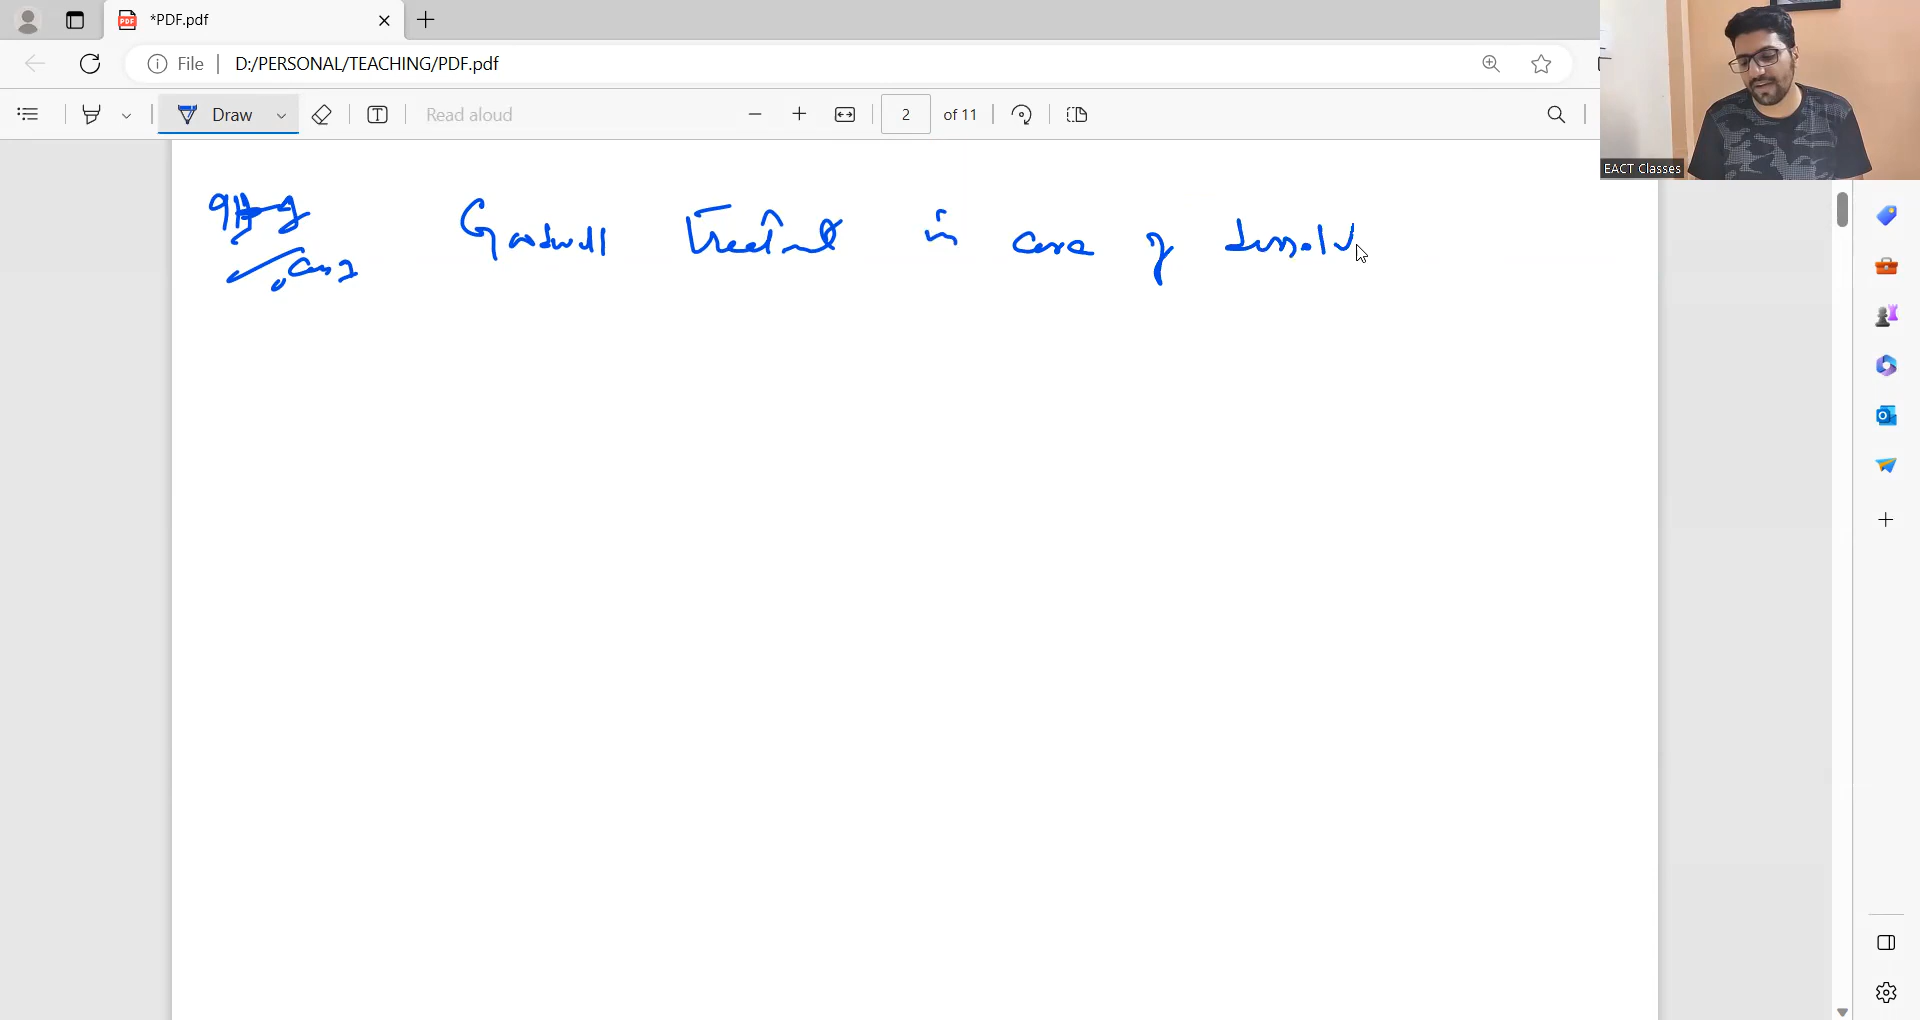 *PDF.pdf
File D:/PERSONAL/TEACHING/PDF.pdf
Draw Read aloud 2 of 11
EACT Classes
Goodwill Treatment in case of dissolv